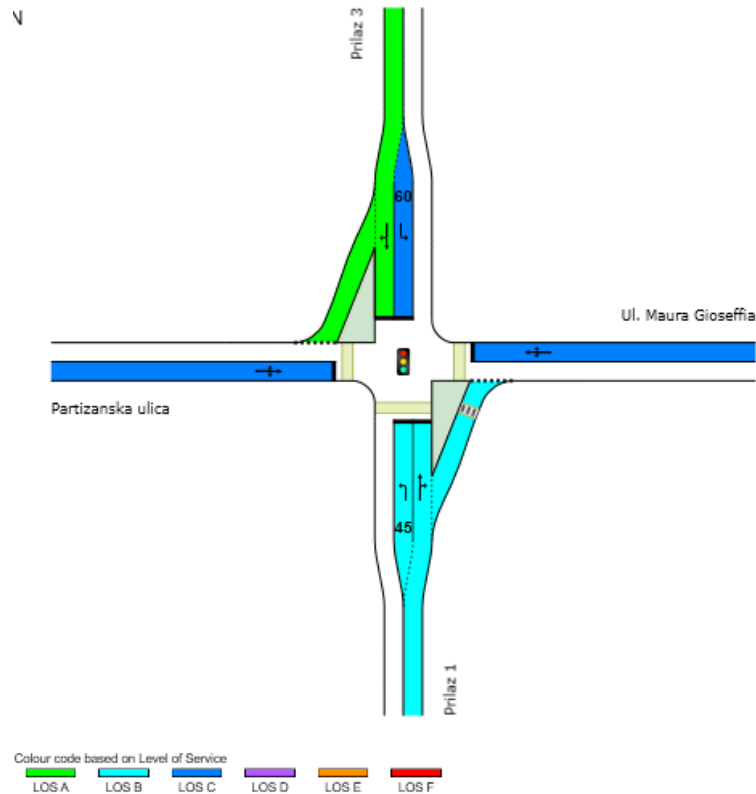 N
Prilaz 3
60
Ul. Maura Gioseffia
Partizanska ulica
45
Prilaz 1
Colour code based on Level of Service
LOS A LOS B LOS C LOS D LOS E LOS F